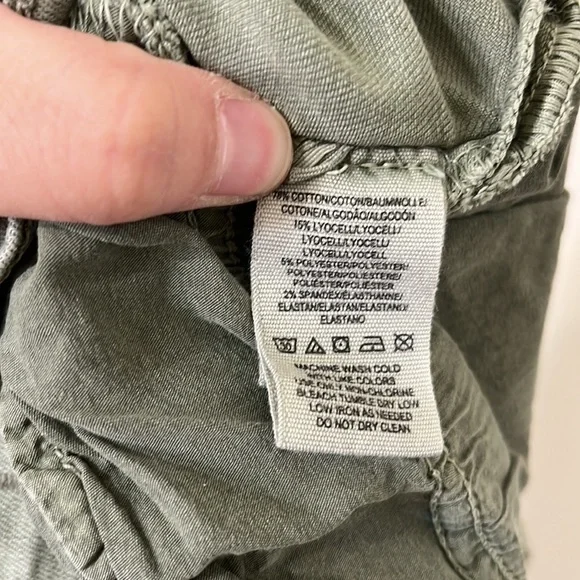 COTTON/COTON/BAUMWOLLE/
COTONE/ALGODÃO/ALGODÓN
15% LYOCELL/LYOCELL/
LYOCELL/LYOCELL/
LYOCELL/LYOCELL
5% POLYESTER/POLYESTER/
POLYESTER/POLIESTERE/
POLIÉSTER/POLIÉSTER
2% SPANDEX/ELASTHANNE/
ELASTAN/ELASTAN/ELASTANO/
ELASTANO
30
MACHINE WASH COLD
WITH LIKE COLORS
USE ONLY NON-CHLORINE
BLEACH TUMBLE DRY LOW
LOW IRON AS NEEDED
DO NOT DRY CLEAN